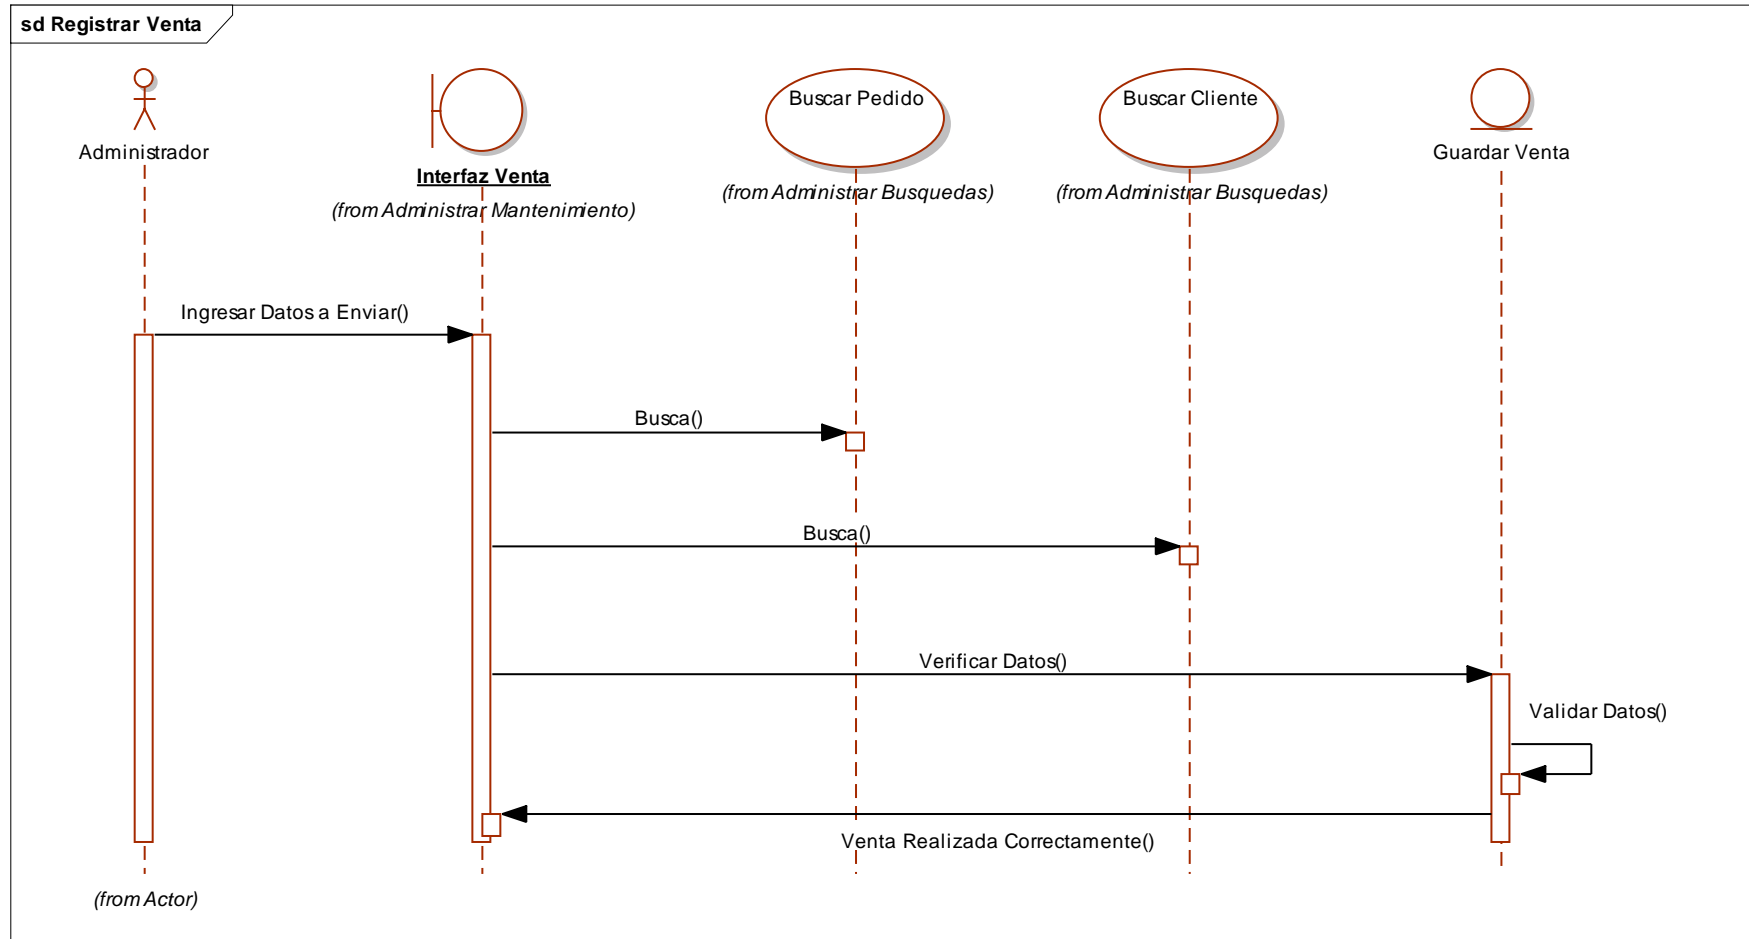 sd Registrar Venta
Buscar Pedido
Buscar Cliente
Administrador
Guardar Venta
Interfaz Venta
(from Administrar Busquedas)
(from Administrar Busquedas)
(from Administrar Mantenimiento)
Ingresar Datos a Enviar()
Busca()
Busca()
Verificar Datos()
Validar Datos()
Venta Realizada Correctamente()
(from Actor)